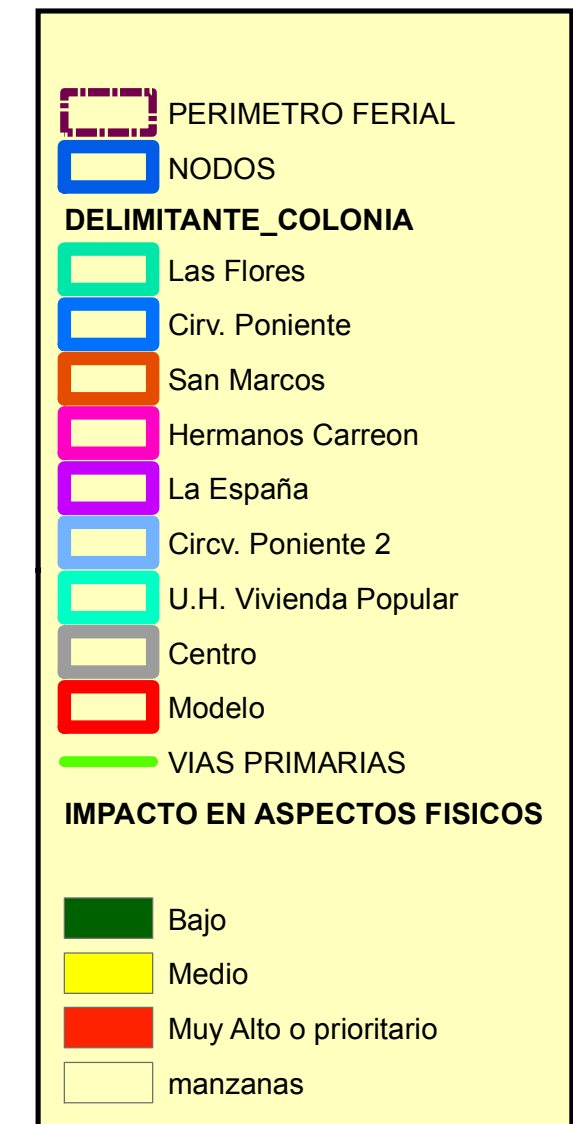 PERIMETRO FERIAL
NODOS
DELIMITANTE_COLONIA
Las Flores
Cirv. Poniente
San Marcos
Hermanos Carreon
La España
Circv. Poniente 2
U.H. Vivienda Popular
Centro
Modelo
VIAS PRIMARIAS
IMPACTO EN ASPECTOS FISICOS
Bajo
Medio
Muy Alto o prioritario
manzanas